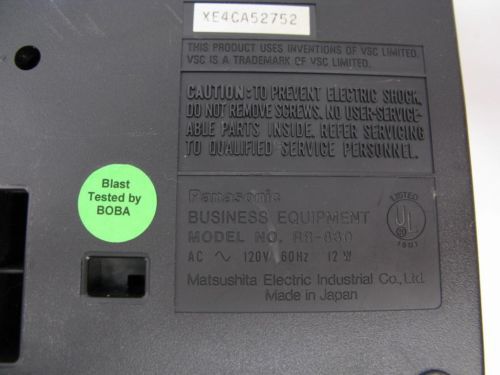 XE4CA52752
THIS PRODUCT USES INVENTIONS OF VSC LIMITED.
VSC IS A TRADEMARK OF VSC LIMITED.
CAUTION: TO PREVENT ELECTRIC SHOCK,
DO NOT REMOVE SCREWS. NO USER-SERVICE-
ABLE PARTS INSIDE. REFER SERVICING
TO QUALIFIED SERVICE PERSONNEL.
Blast
Tested by
BOBA
Panasonic
BUSINESS EQUIPMENT
MODEL NO. RR-830
AC ~ 120V 60Hz 12W
Matsushita Electric Industrial Co., Ltd.
Made in Japan
LISTED
UL